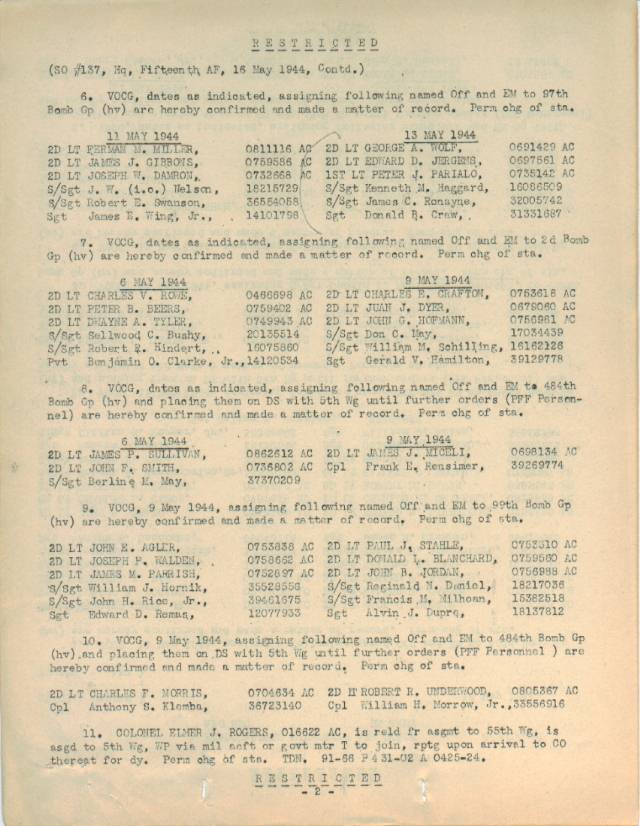 RESTRICTED
(SO #137, Hq, Fifteenth AF, 16 May 1944, Contd.)
6. VOCG, dates as indicated, assigning following named Off and EM to 97th
Bomb Gp (hv) are hereby confirmed and made a matter of record. Perm chg of sta.
11 MAY 1944 13 MAY 1944
2D LT HERMAN N. MILLER, 0811116 AC 2D LT GEORGE A. WOLF, 0691429 AC
2D LT JAMES J. GIBBONS, 0759586 AC 2D LT EDWARD D. JERGENS, 0697561 AC
2D LT JOSEPH W. DAMRON, 0732668 AC 1ST LT PETER J. PARIALO, 0735142 AC
S/Sgt J. W. (i.o.) Nelson, 18215729 S/Sgt Kenneth M. Haggard, 16086509
S/Sgt Robert E. Swanson, 36554058 S/Sgt James C. Ronayne, 32005742
Sgt James E. Wing, Jr., 14101798 Sgt Donald R. Craw, 31331687
7. VOCG, dates as indicated, assigning following named Off and EM to 2d Bomb
Gp (hv) are hereby confirmed and made a matter of record. Perm chg of sta.
6 MAY 1944 9 MAY 1944
2D LT CHARLES V. ROWE, 0466698 AC 2D LT CHARLES E. CRAFTON, 0753618 AC
2D LT PETER B. BEERS, 0759402 AC 2D LT JUAN J. DYER, 0679060 AC
2D LT DWAYNE A. TYLER, 0749943 AC 2D LT JOHN G. HOFMANN, 0756961 AC
S/Sgt Sellwood C. Bushy, 20135514 S/Sgt Don C. May, 17034439
S/Sgt Robert E. Hindert, 16075860 S/Sgt William M. Schilling, 16162126
Pvt Benjamin O. Clarke, Jr., 14120534 Sgt Gerald V. Hamilton, 39129778
8. VOCG, dates as indicated, assigning following named Off and EM to 484th
Bomb Gp (hv) and placing them on DS with 5th Wg until further orders (PFF Person-
nel) are hereby confirmed and made a matter of record. Perm chg of sta.
6 MAY 1944 9 MAY 1944
2D LT JAMES P. SULLIVAN, 0862612 AC 2D LT JAMES J. MICELI, 0698134 AC
2D LT JOHN F. SMITH, 0736802 AC Cpl Frank E. Rensimer, 39269774
S/Sgt Berline M. May, 37370209
9. VOCG, 9 May 1944, assigning following named Off and EM to 99th Bomb Gp
(hv) are hereby confirmed and made a matter of record. Perm chg of sta.
2D LT JOHN E. AGLER, 0753838 AC 2D LT PAUL J. STAHLE, 0753510 AC
2D LT JOSEPH P. WALDEN, 0758662 AC 2D LT DONALD L. BLANCHARD, 0759560 AC
2D LT JAMES M. PARRISH, 0752897 AC 2D LT JOHN B. JORDAN, 0756988 AC
S/Sgt William J. Hornik, 35528556 S/Sgt Reginald N. Daniel, 18217036
S/Sgt John H. Rice, Jr., 39461675 S/Sgt Francis M. Milhoan, 15382518
Sgt Edward D. Remas, 12077933 Sgt Alvin J. Dupre, 18137812
10. VOCG, 9 May 1944, assigning following named Off and EM to 484th Bomb Gp
(hv) and placing them on DS with 5th Wg until further orders (PFF Personnel ) are
hereby confirmed and made a matter of record. Perm chg of sta.
2D LT CHARLES F. MORRIS, 0704634 AC 2D LT ROBERT R. UNDERWOOD, 0805367 AC
Cpl Anthony S. Klemba, 36723140 Cpl William H. Morrow, Jr., 33556916
11. COLONEL ELMER J. ROGERS, 016622 AC, is reld fr asgmt to 55th Wg, is
asgd to 5th Wg, WP via mil acft or govt mtr T to join, rptg upon arrival to CO
thereat for dy. Perm chg of sta. TDN. 91-66 P 431-02 A 0425-24.
RESTRICTED
- 2 -